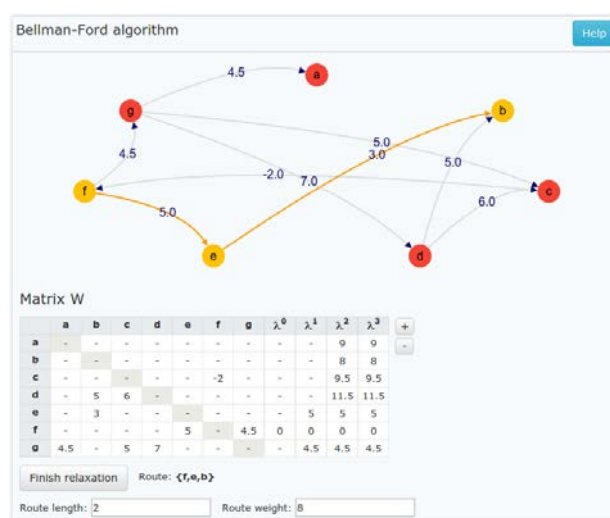 Bellman-Ford algorithm
Help
4.5
a
g
b
5.0
3.0
4.5
5.0
-2.0
7.0
f
c
6.0
5.0
e
d
Matrix W
a b c d e f g λ0 λ1 λ2 λ3 +
a - - - - - - - - - 9 9 -
b - - - - - - - - - 8 8
c - - - - - -2 - - - 9.5 9.5
d - 5 6 - - - - - - 11.5 11.5
e - 3 - - - - - - 5 5 5
f - - - - 5 - 4.5 0 0 0 0
g 4.5 - 5 7 - - - - 4.5 4.5 4.5
Finish relaxation Route: {f,e,b}
Route length: 2 Route weight: 8